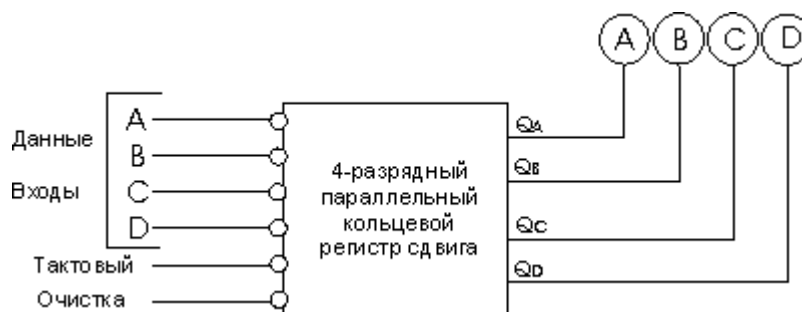 A B C D
Данные
Входы
A
B
C
D
Тактовый
Очистка
4-разрядный
параллельный
кольцевой
регистр сдвига
QA
QB
QC
QD